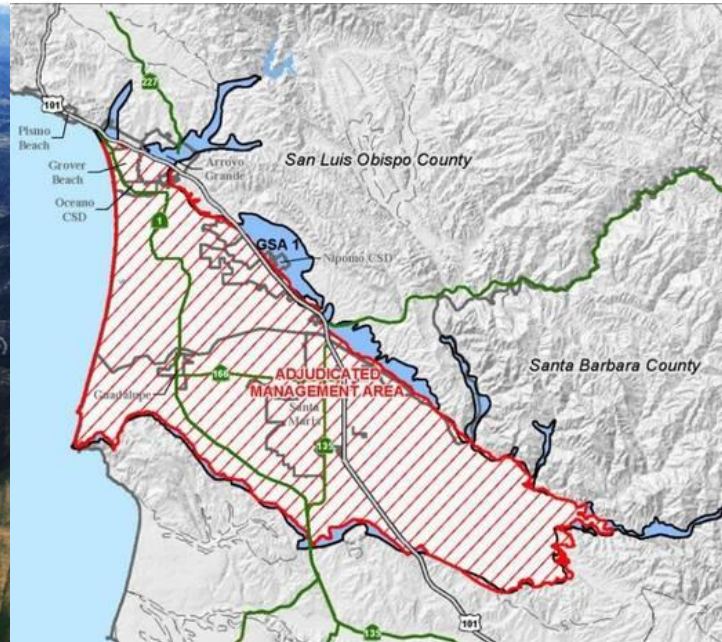 227
101
Pismo
Beach
Grover
Beach
Arroyo
Grande
San Luis Obispo County
Oceano
CSD
1
GSA 1
Nipomo CSD
Santa Barbara County
166
ADJUDICATED
MANAGEMENT AREA
Guadalupe
Santa
Maria
135
101
135